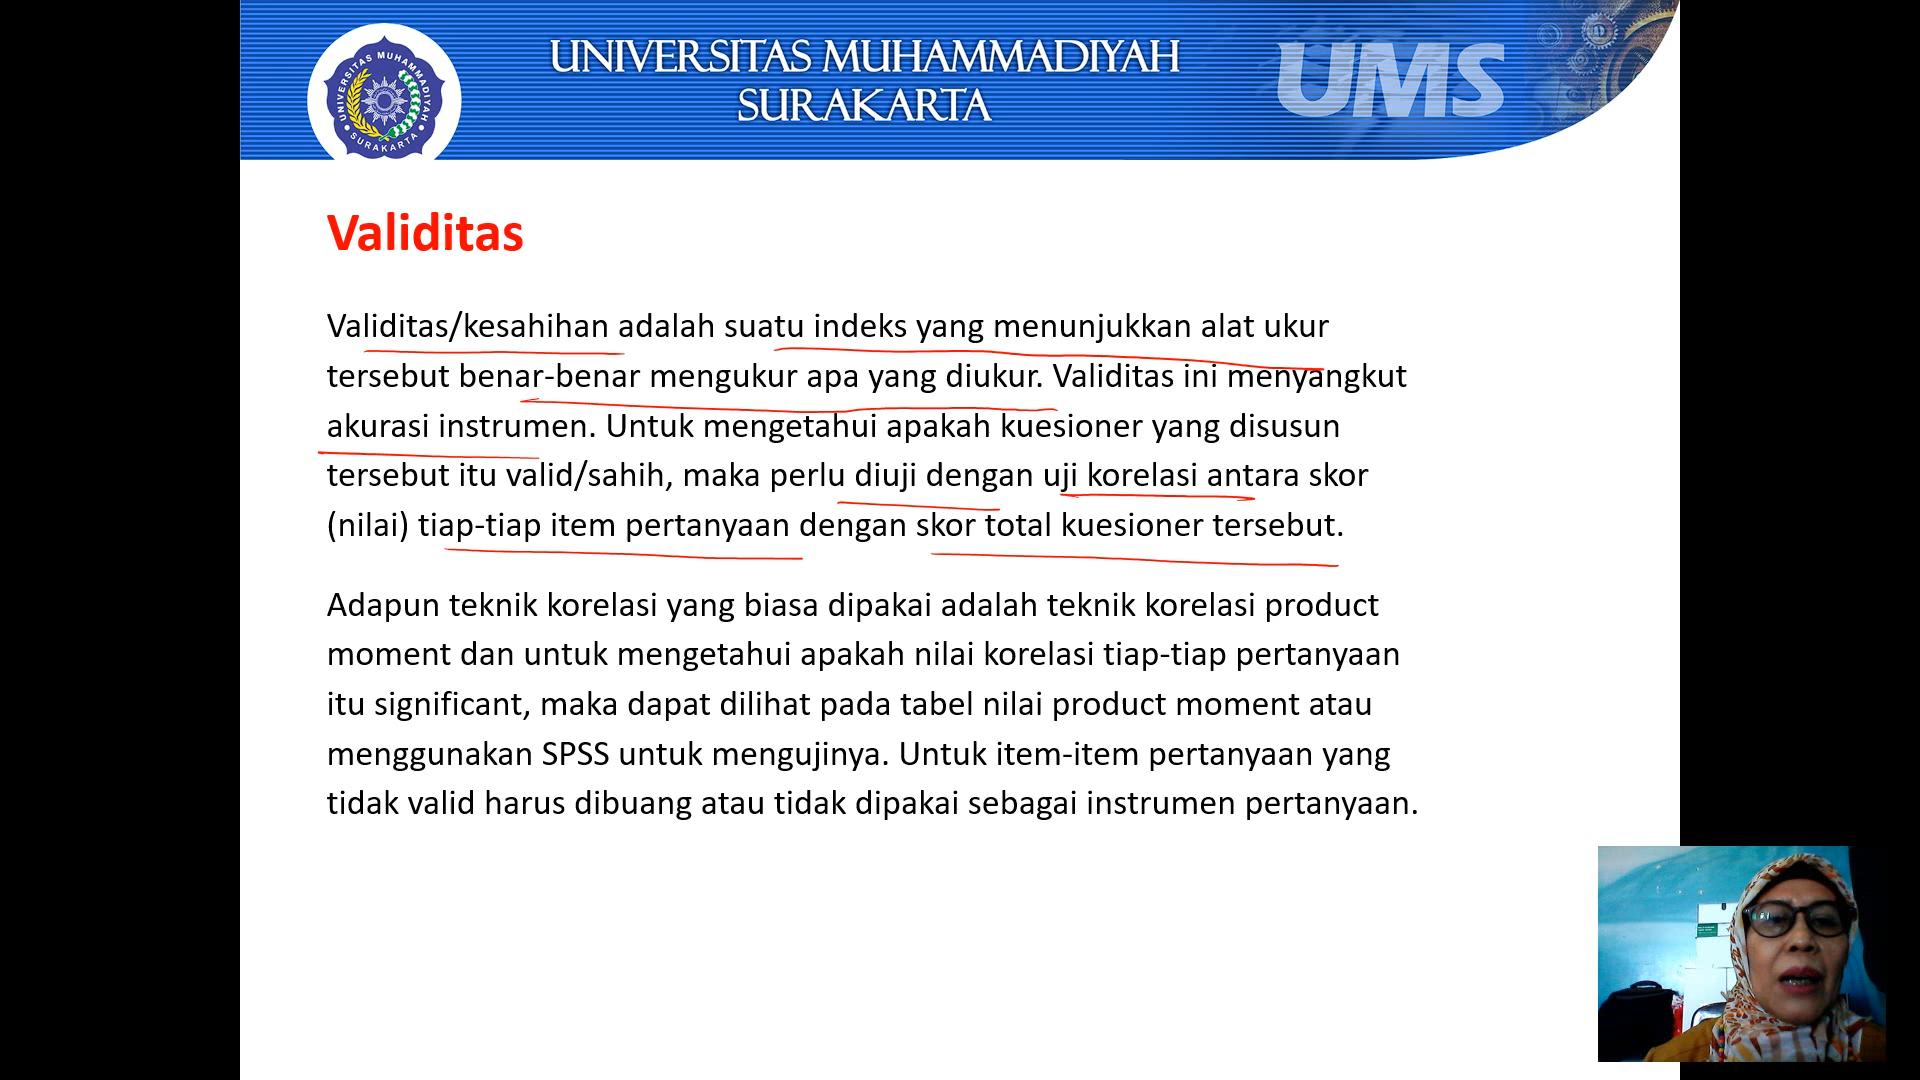 UNIVERSITAS MUHAMMADIYAH
SURAKARTA
UMS
UNIVERSITAS MUHAMMADIYAH
SURAKARTA
Validitas
Validitas/kesahihan adalah suatu indeks yang menunjukkan alat ukur
tersebut benar-benar mengukur apa yang diukur. Validitas ini menyangkut
akurasi instrumen. Untuk mengetahui apakah kuesioner yang disusun
tersebut itu valid/sahih, maka perlu diuji dengan uji korelasi antara skor
(nilai) tiap-tiap item pertanyaan dengan skor total kuesioner tersebut.
Adapun teknik korelasi yang biasa dipakai adalah teknik korelasi product
moment dan untuk mengetahui apakah nilai korelasi tiap-tiap pertanyaan
itu significant, maka dapat dilihat pada tabel nilai product moment atau
menggunakan SPSS untuk mengujinya. Untuk item-item pertanyaan yang
tidak valid harus dibuang atau tidak dipakai sebagai instrumen pertanyaan.